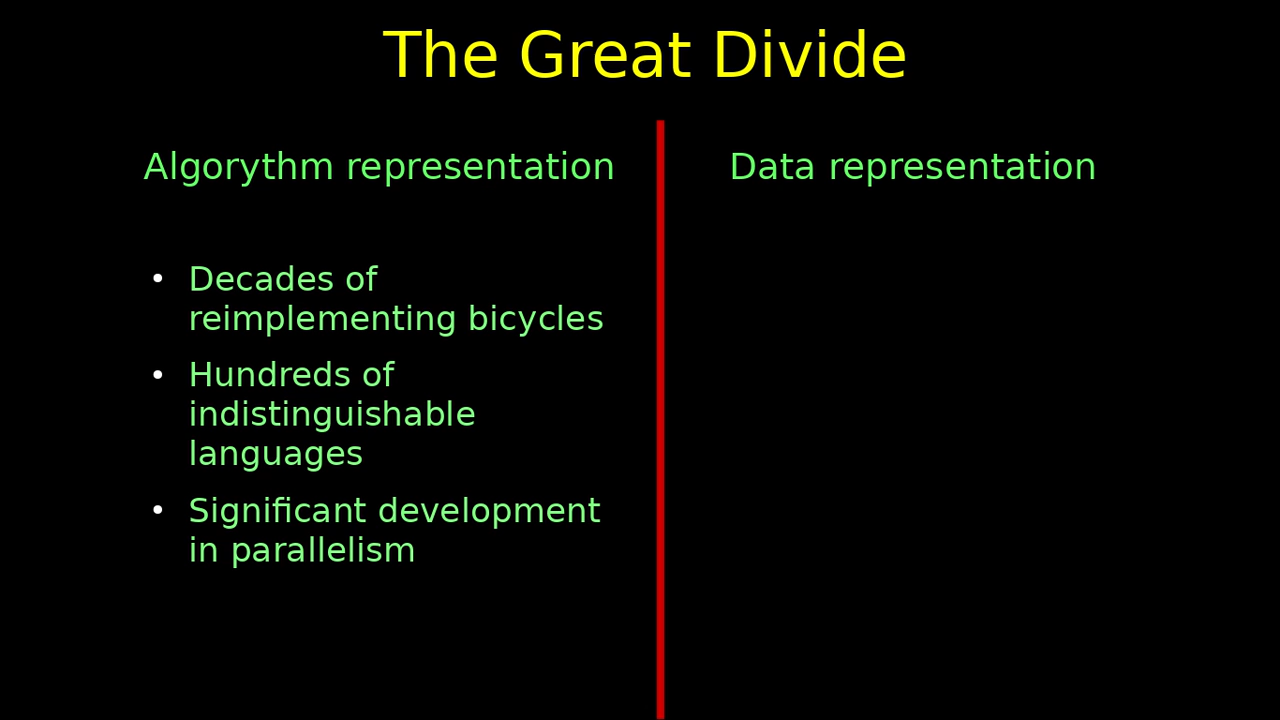 The Great Divide
Algorythm representation
Data representation
• Decades of
reimplementing bicycles
• Hundreds of
indistinguishable
languages
• Significant development
in parallelism